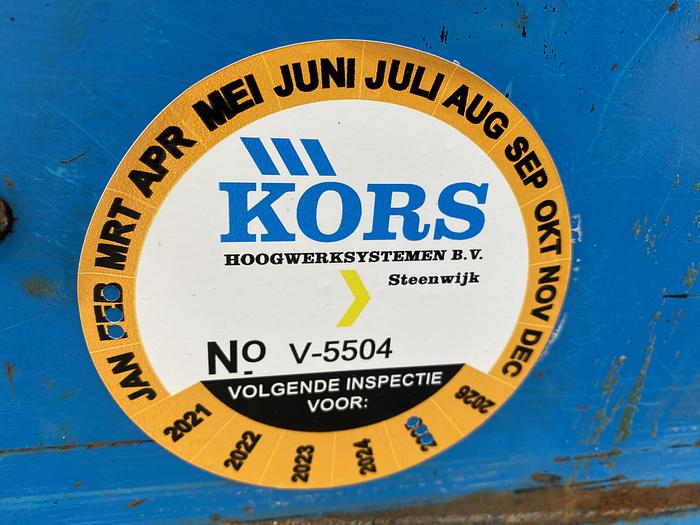 JAN FEB MRT APR MEI JUNI JULI AUG SEP OKT NOV DEC
KORS
HOOGWERKSYSTEMEN B.V.
Steenwijk
No V-5504
VOLGENDE INSPECTIE
VOOR:
2021 2022 2023 2024 2026